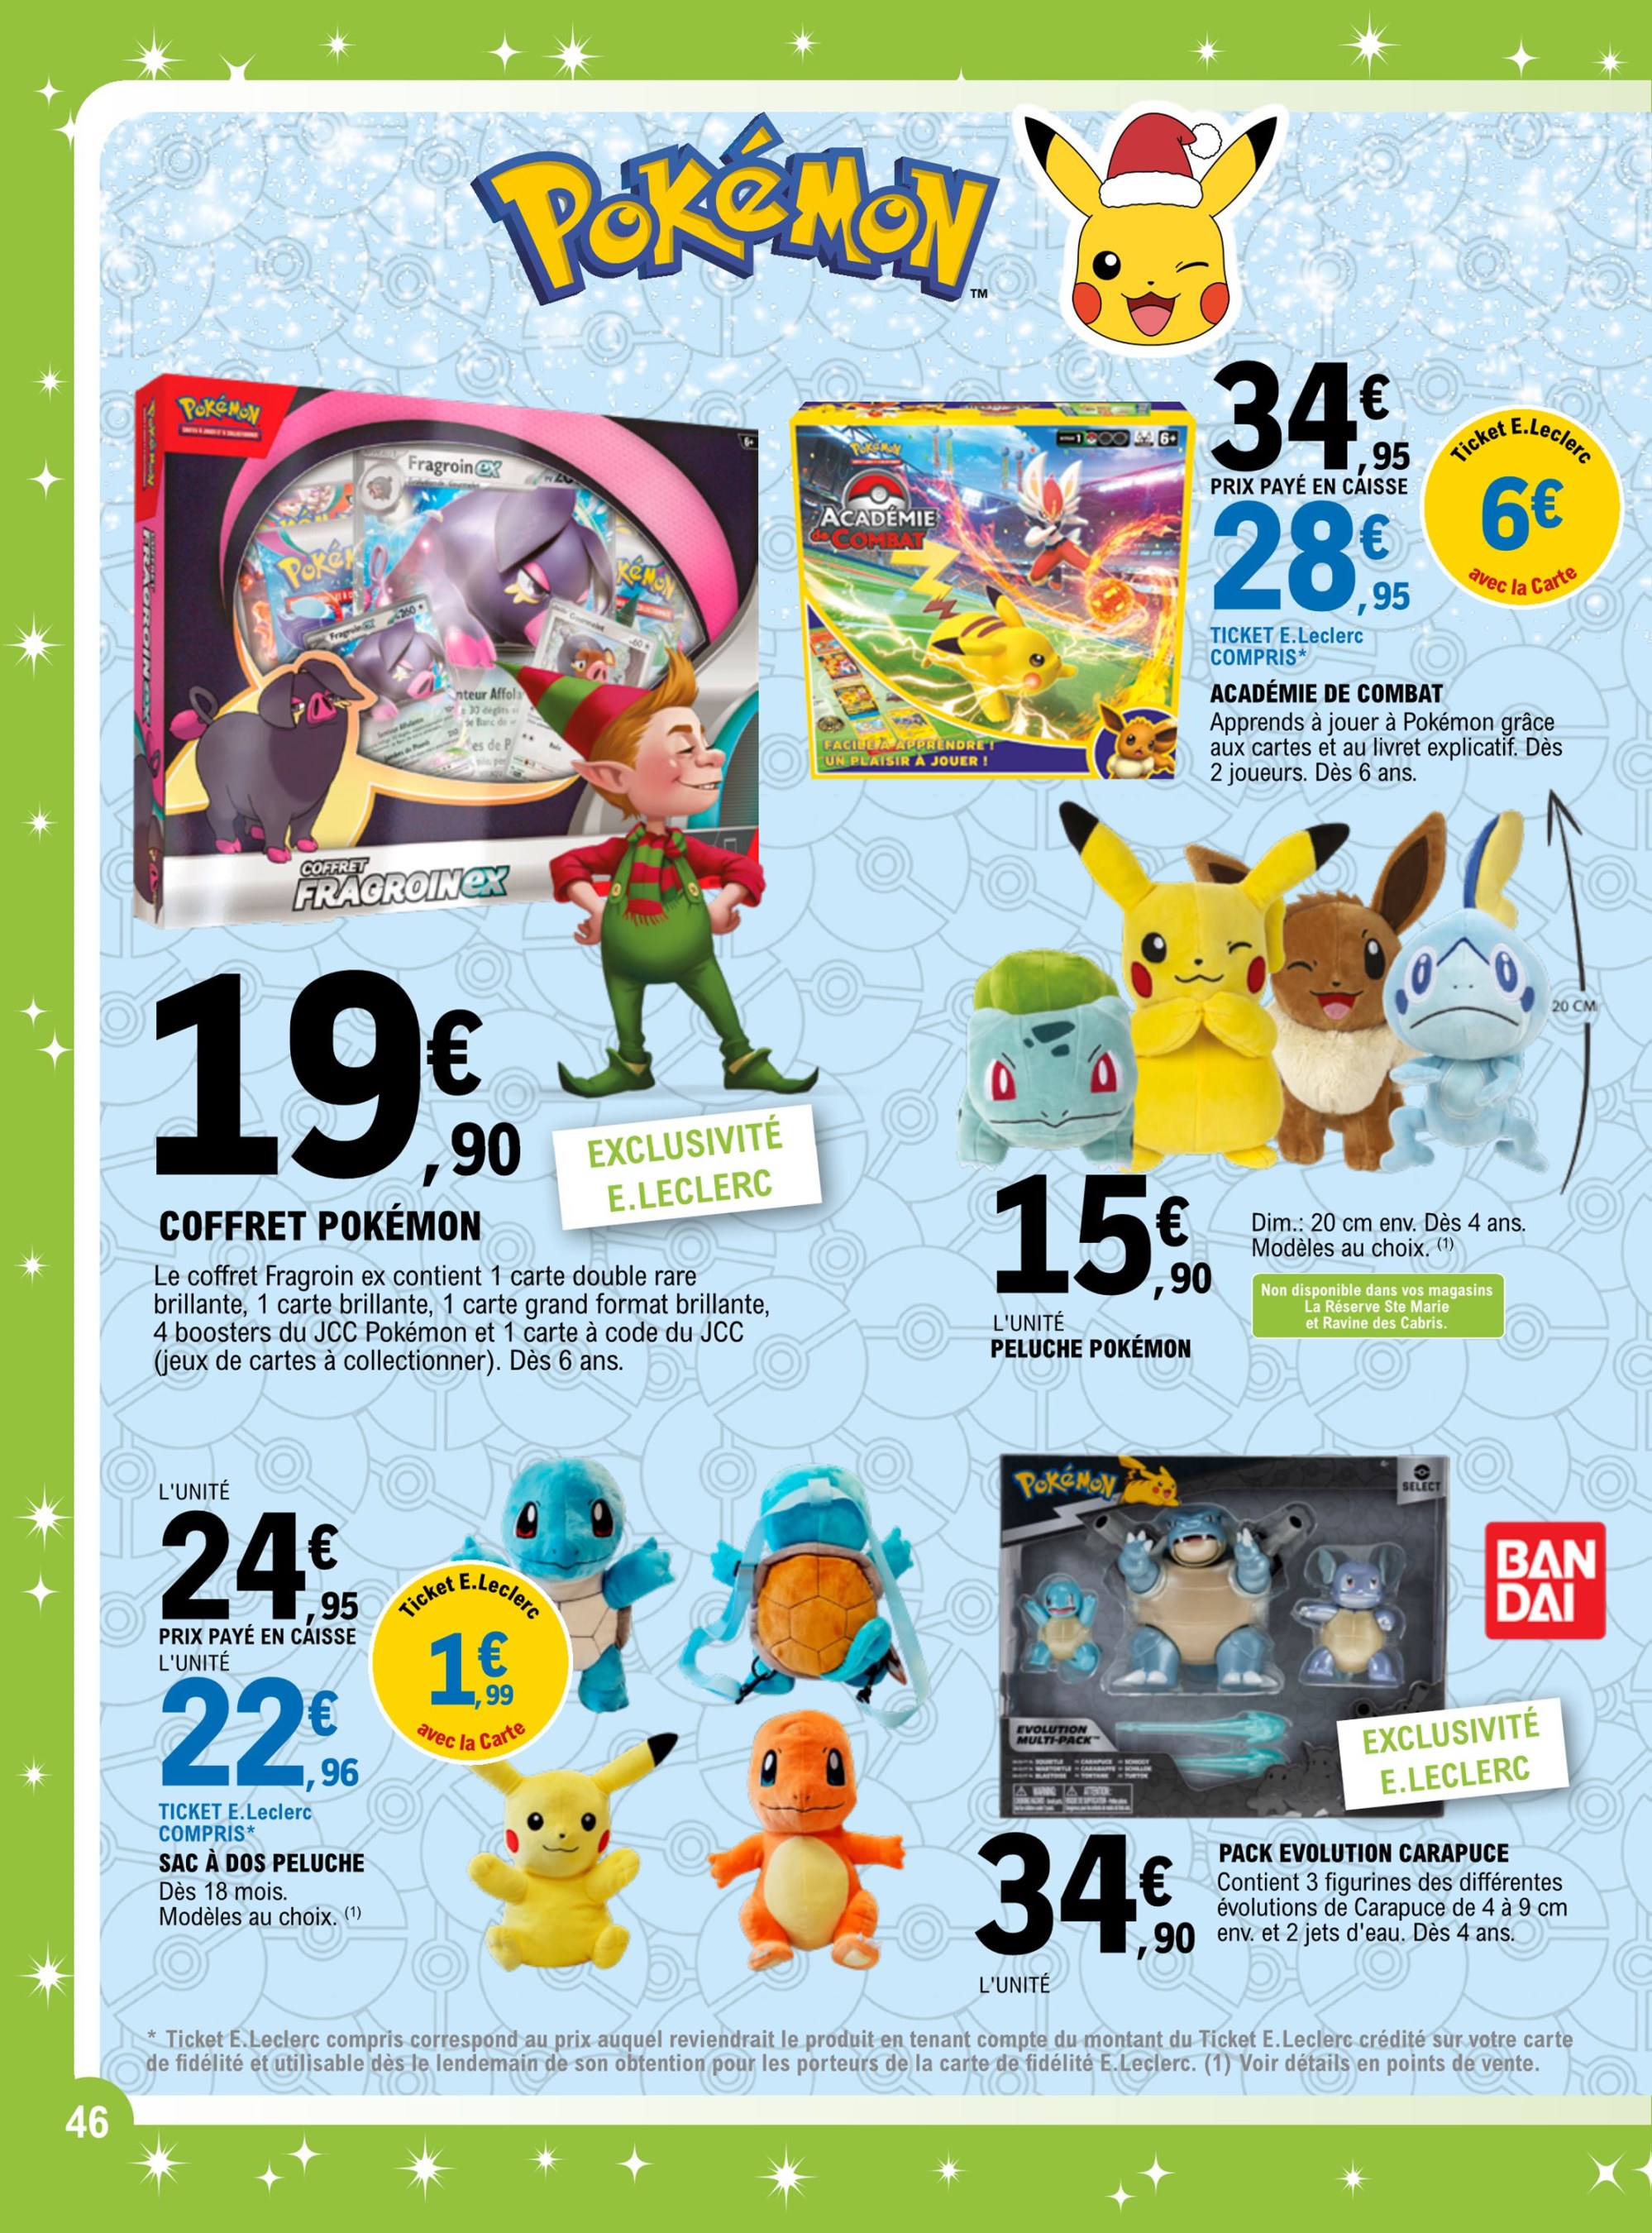 POKÉMON
TM
Pokémon
6+
Fragroin ex
Pokémon
FRAGROIN ex
COFFRET
FRAGROIN ex
Pokémon
6+
ACADÉMIE
de COMBAT
FACILE À APPRENDRE !
UN PLAISIR À JOUER !
34€,95
PRIX PAYÉ EN CAISSE
28€,95
TICKET E.Leclerc
COMPRIS*
Ticket E.Leclerc
6€
avec la Carte
ACADÉMIE DE COMBAT
Apprends à jouer à Pokémon grâce
aux cartes et au livret explicatif. Dès
2 joueurs. Dès 6 ans.
20 CM
19€,90
EXCLUSIVITÉ
E.LECLERC
COFFRET POKÉMON
Le coffret Fragroin ex contient 1 carte double rare
brillante, 1 carte brillante, 1 carte grand format brillante,
4 boosters du JCC Pokémon et 1 carte à code du JCC
(jeux de cartes à collectionner). Dès 6 ans.
15€,90
L'UNITÉ
PELUCHE POKÉMON
Dim.: 20 cm env. Dès 4 ans.
Modèles au choix. (1)
Non disponible dans vos magasins
La Réserve Ste Marie
et Ravine des Cabris.
L'UNITÉ
24€,95
PRIX PAYÉ EN CAISSE
L'UNITÉ
22€,96
TICKET E.Leclerc
COMPRIS*
Ticket E.Leclerc
1€,99
avec la Carte
SAC À DOS PELUCHE
Dès 18 mois.
Modèles au choix. (1)
Pokémon
SELECT
EVOLUTION
MULTI-PACK™
BAN
DAI
EXCLUSIVITÉ
E.LECLERC
34€,90
L'UNITÉ
PACK EVOLUTION CARAPUCE
Contient 3 figurines des différentes
évolutions de Carapuce de 4 à 9 cm
env. et 2 jets d'eau. Dès 4 ans.
* Ticket E.Leclerc compris correspond au prix auquel reviendrait le produit en tenant compte du montant du Ticket E.Leclerc crédité sur votre carte
de fidélité et utilisable dès le lendemain de son obtention pour les porteurs de la carte de fidélité E.Leclerc. (1) Voir détails en points de vente.
46